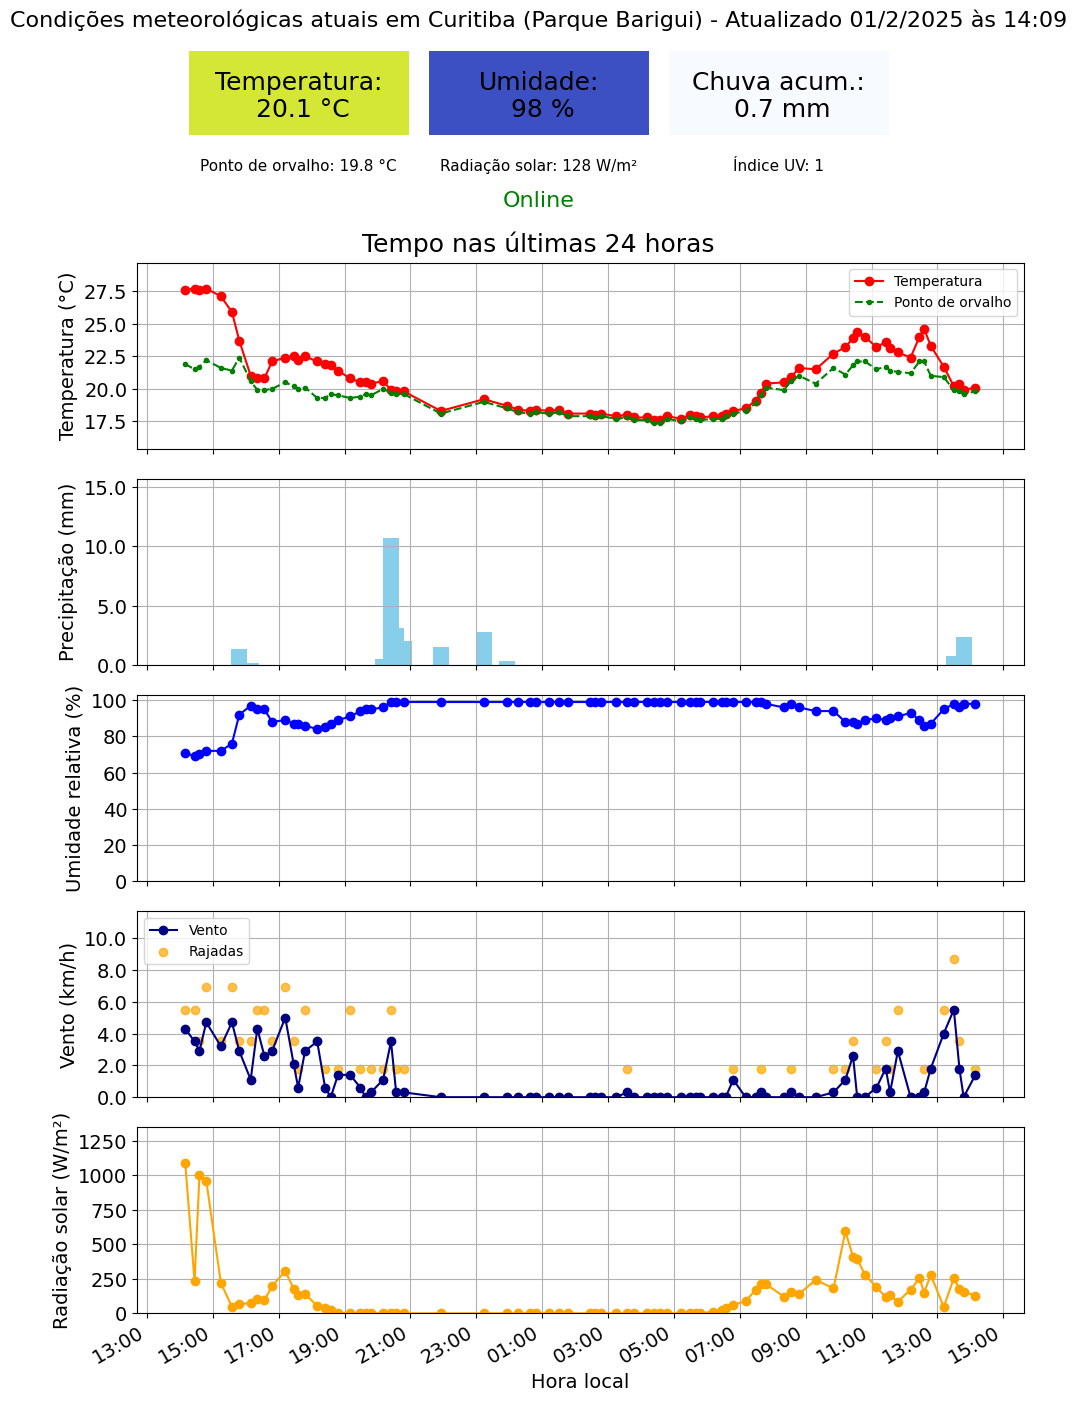 Condições meteorológicas atuais em Curitiba (Parque Barigui) - Atualizado 01/2/2025 às 14:09
Temperatura:
20.1 °C
Umidade:
98 %
Chuva acum.:
0.7 mm
Ponto de orvalho: 19.8 °C
Radiação solar: 128 W/m²
Índice UV: 1
Online
Tempo nas últimas 24 horas
Temperatura (°C)
27.5
25.0
22.5
20.0
17.5
Temperatura
Ponto de orvalho
Precipitação (mm)
15.0
10.0
5.0
0.0
Umidade relativa (%)
100
80
60
40
20
0
Vento (km/h)
10.0
8.0
6.0
4.0
2.0
0.0
Vento
Rajadas
Radiação solar (W/m²)
1250
1000
750
500
250
0
13:00
15:00
17:00
19:00
21:00
23:00
01:00
03:00
05:00
07:00
09:00
11:00
13:00
15:00
Hora local